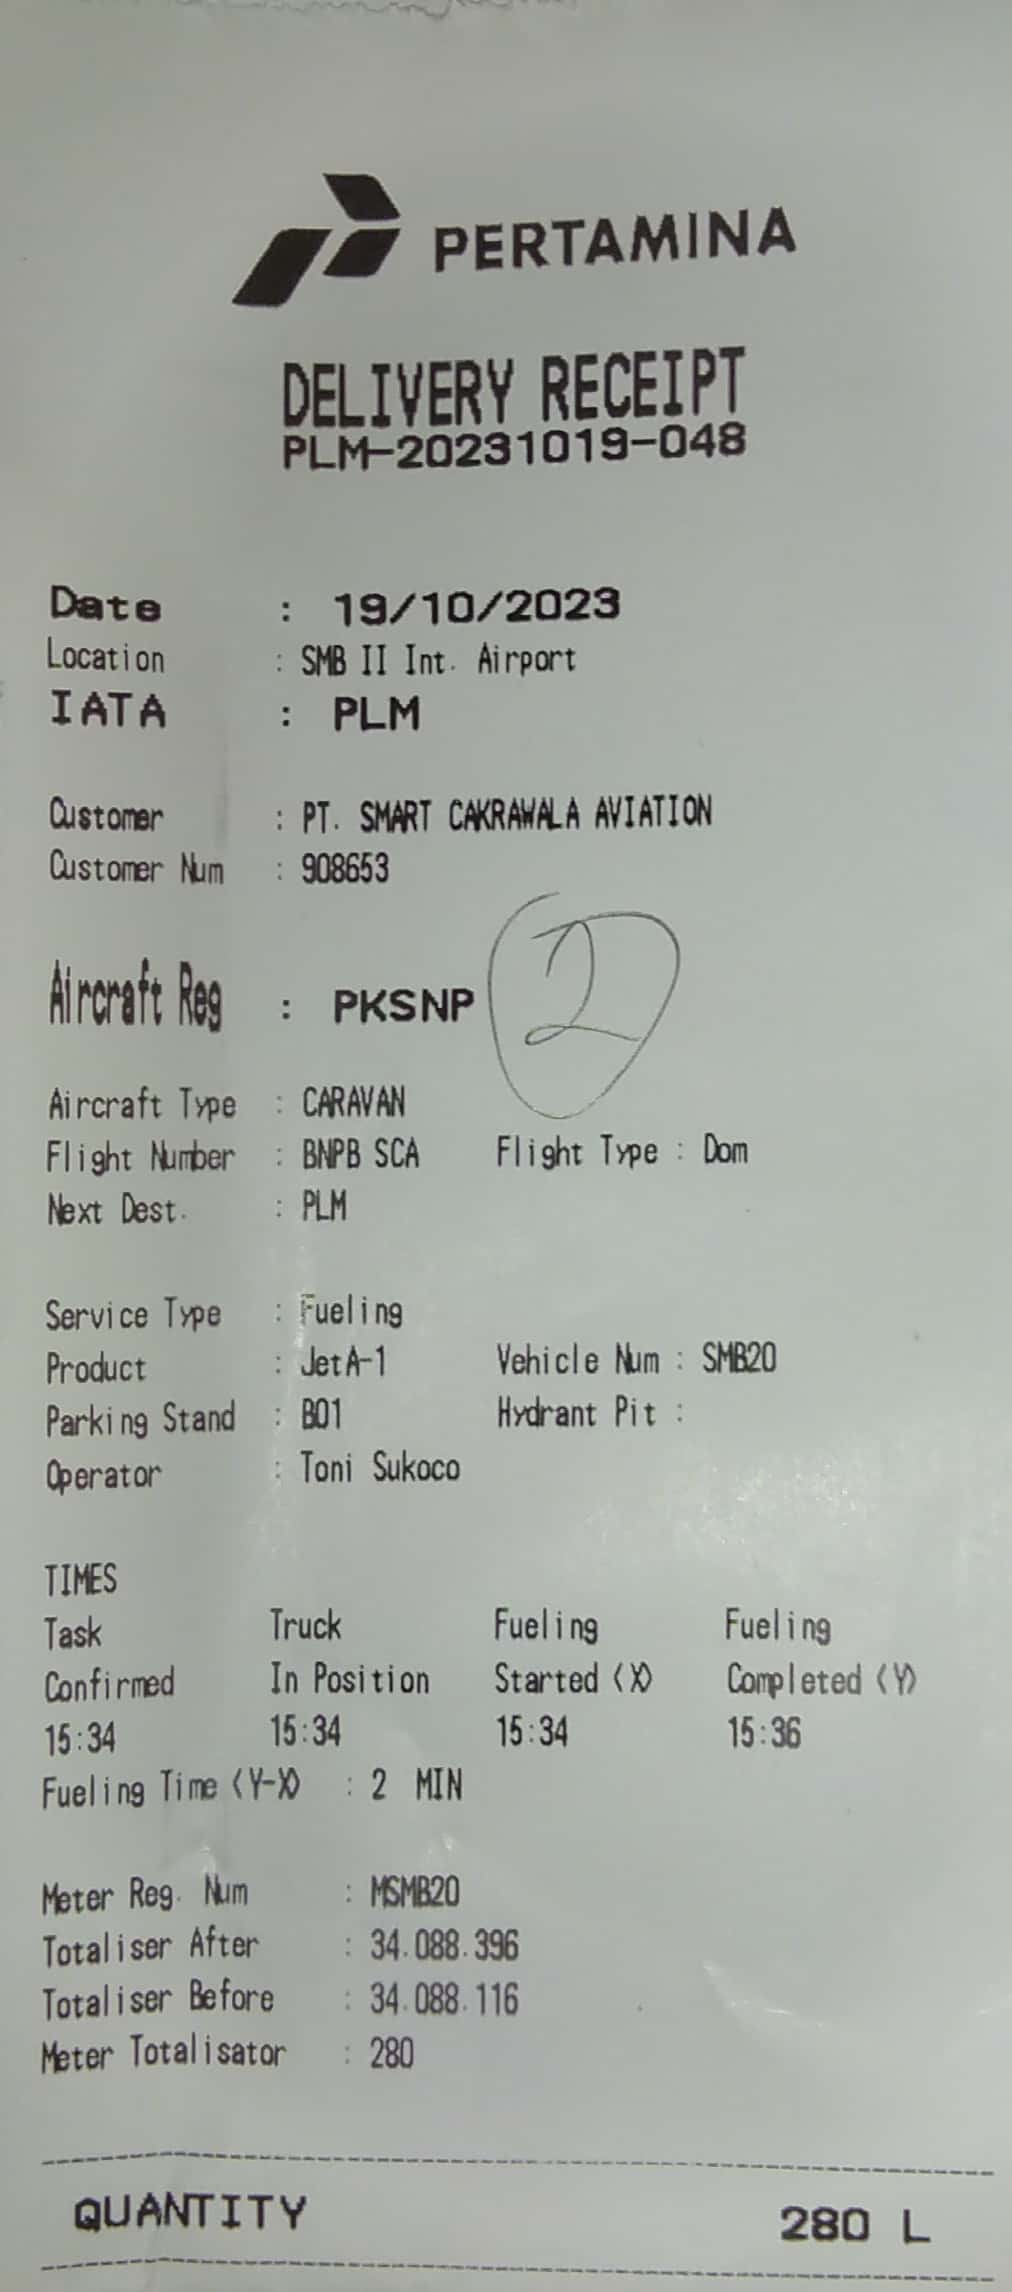 PERTAMINA
DELIVERY RECEIPT
PLM-20231019-048
Date : 19/10/2023
Location : SMB II Int. Airport
IATA : PLM
Customer : PT. SMART CAKRAWALA AVIATION
Customer Num : 908653
Aircraft Reg : PKSNP
2
Aircraft Type : CARAVAN
Flight Number : BNPB SCA Flight Type : Dom
Next Dest. : PLM
Service Type : Fueling
Product : JetA-1 Vehicle Num : SMB20
Parking Stand : B01 Hydrant Pit :
Operator : Toni Sukoco
TIMES
Task Truck Fueling Fueling
Confirmed In Position Started (X) Completed (Y)
15:34 15:34 15:34 15:36
Fueling Time (Y-X) : 2 MIN
Meter Reg. Num : MSMB20
Totaliser After : 34.088.396
Totaliser Before : 34.088.116
Meter Totalisator : 280
QUANTITY 280 L